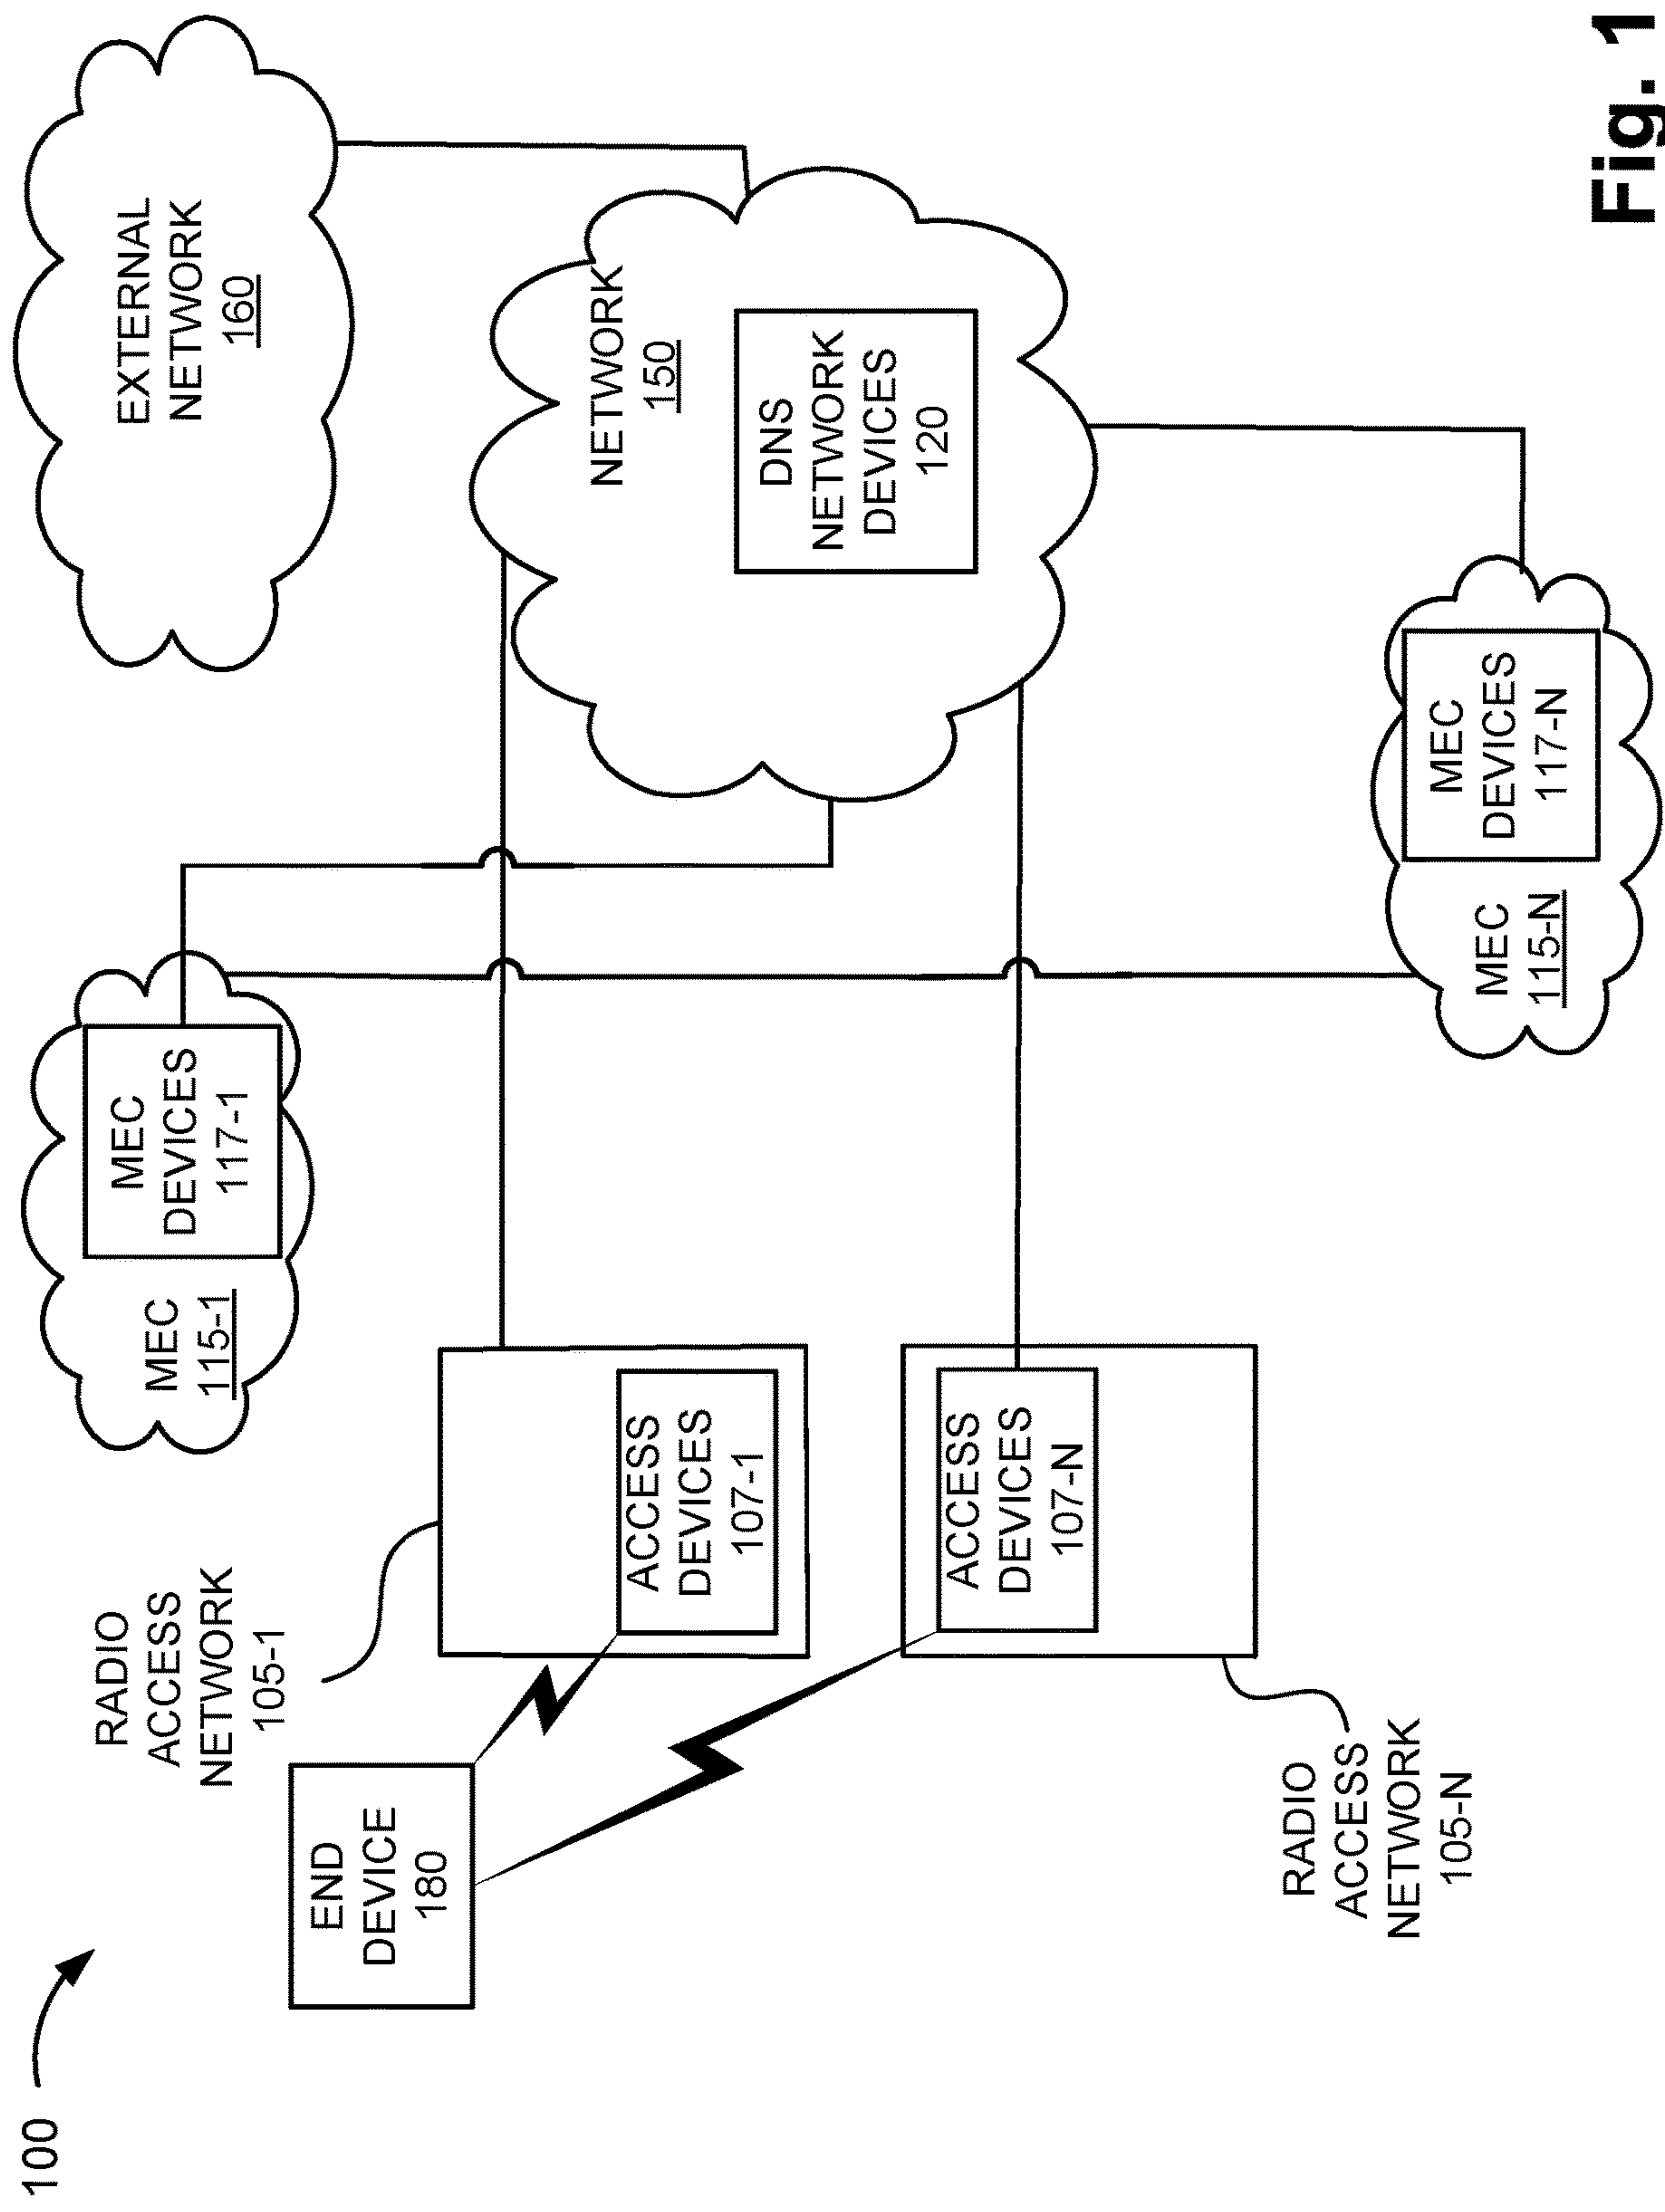 100
END
DEVICE
180
RADIO
ACCESS
NETWORK
105-1
ACCESS
DEVICES
107-1
ACCESS
DEVICES
107-N
RADIO
ACCESS
NETWORK
105-N
MEC
115-1
MEC
DEVICES
117-1
MEC
115-N
MEC
DEVICES
117-N
NETWORK
150
DNS
NETWORK
DEVICES
120
EXTERNAL
NETWORK
160
Fig. 1